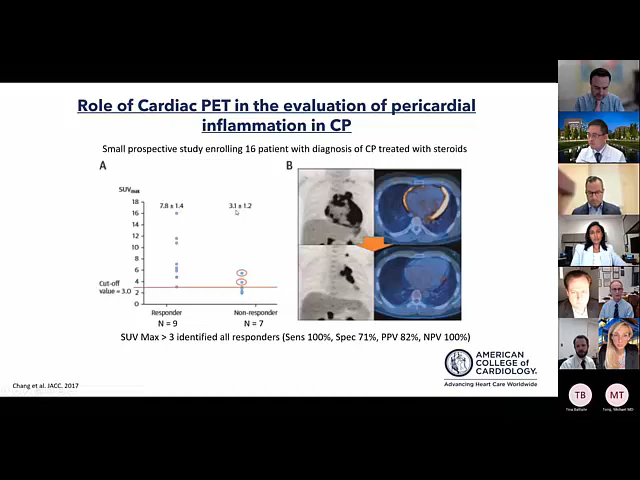 Role of Cardiac PET in the evaluation of pericardial
inflammation in CP
Small prospective study enrolling 16 patient with diagnosis of CP treated with steroids
A
B
SUVmax
18
16
14
12
10
8
6
4
2
0
7.8 ± 1.4
3.1 ± 1.2
Cut-off
value = 3.0
Responder
Non-responder
N = 9
N = 7
SUV Max > 3 identified all responders (Sens 100%, Spec 71%, PPV 82%, NPV 100%)
AMERICAN
COLLEGE of
CARDIOLOGY
Advancing Heart Care Worldwide
Chang et al. JACC. 2017
TB
MT
Tina Battialin
Tong, Michael MD